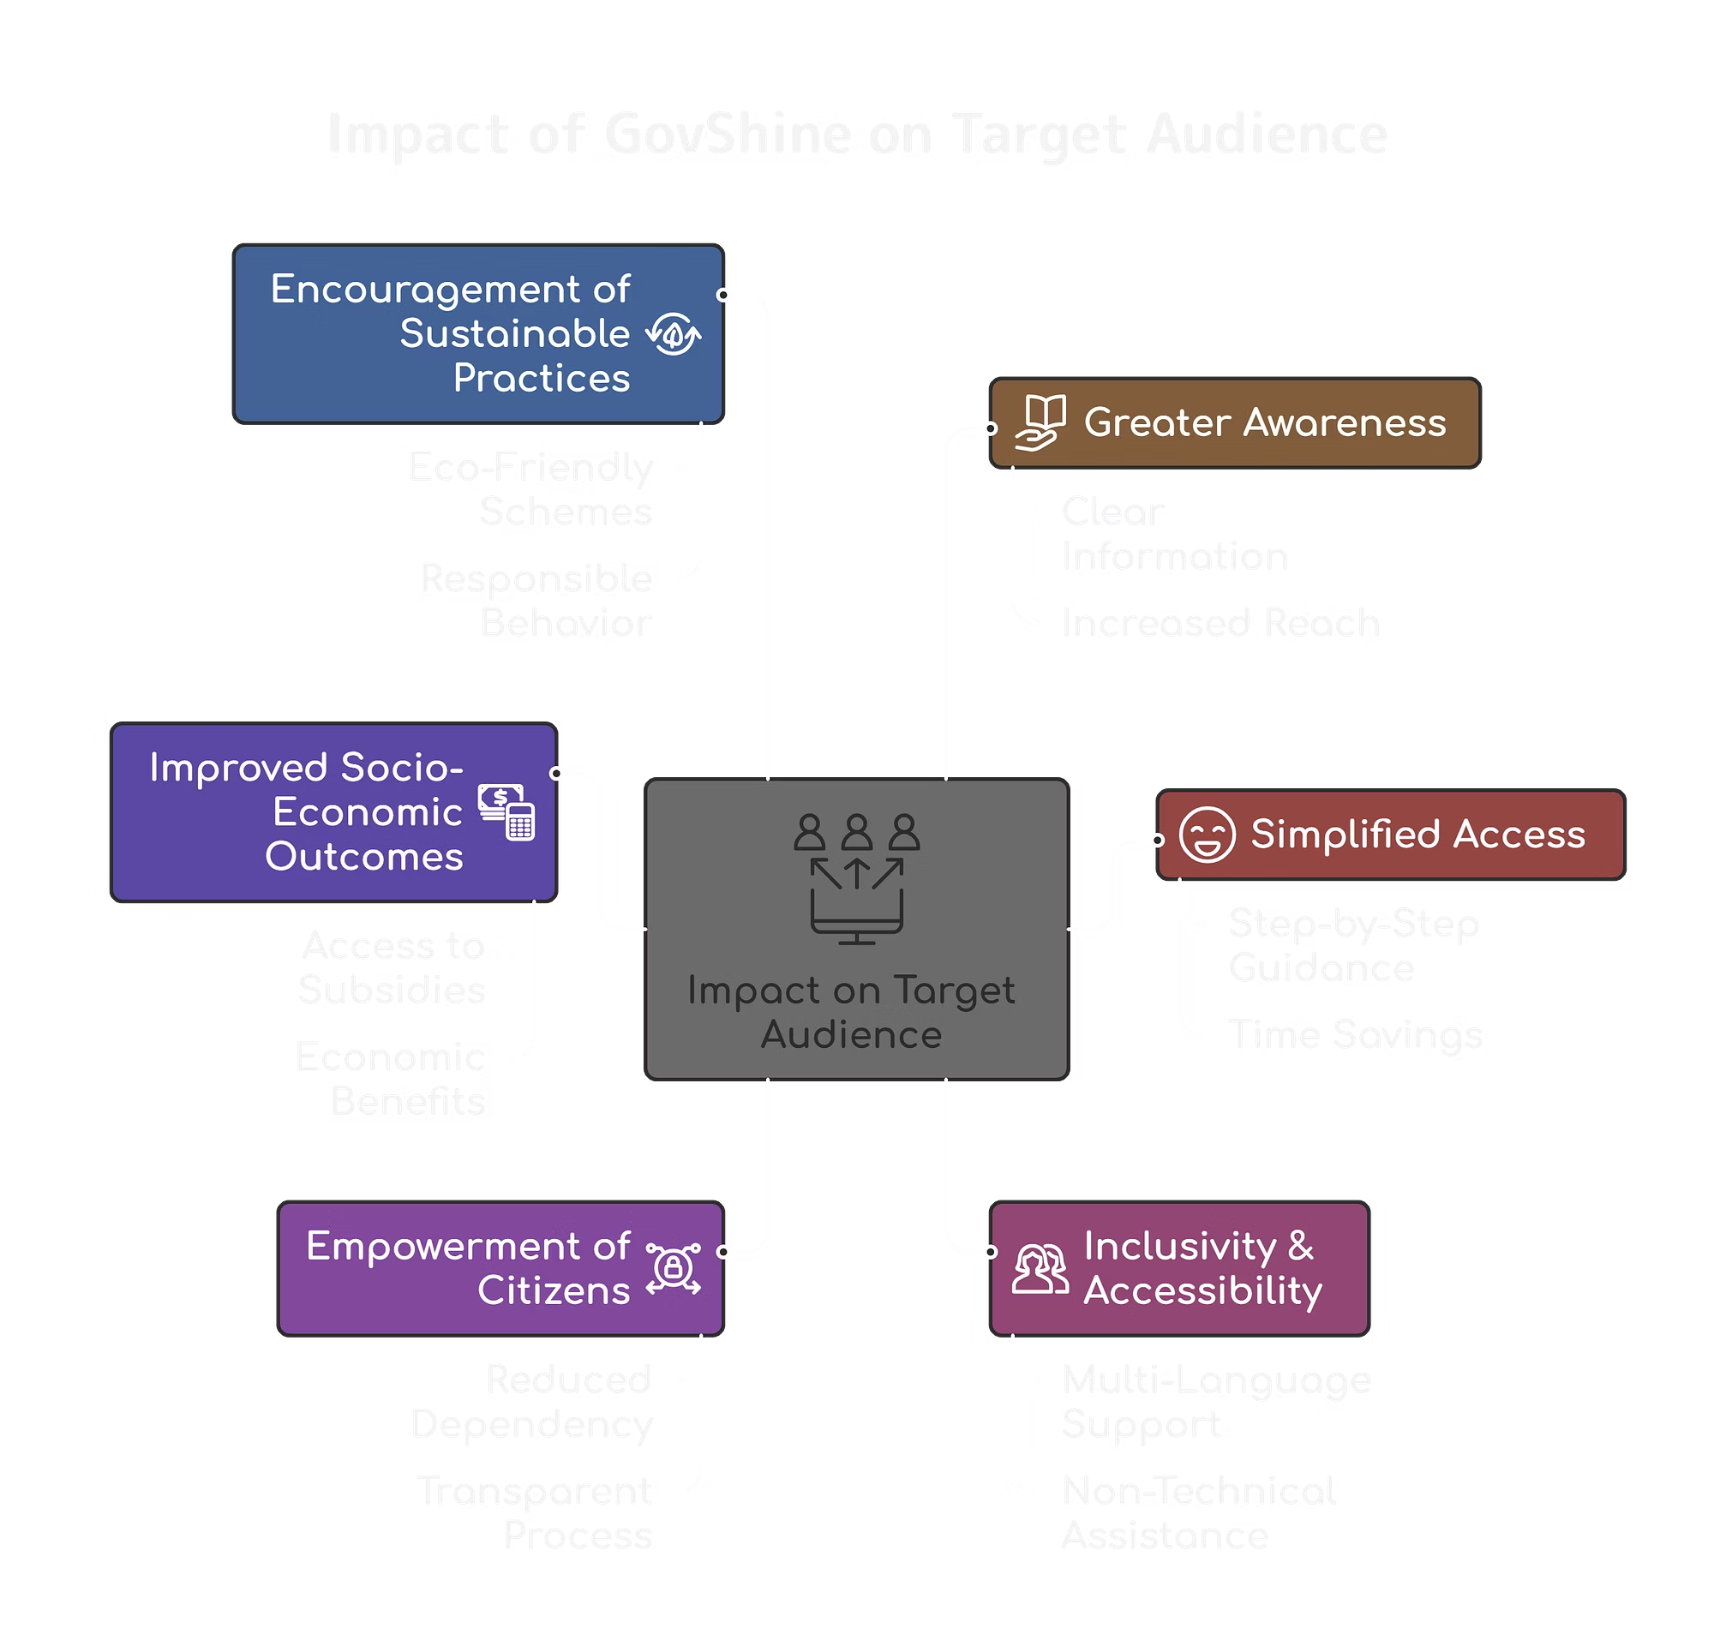 Impact of GovShine on Target Audience
Encouragement of
Sustainable
Practices
Eco-Friendly
Schemes
Responsible
Behavior
Greater Awareness
Clear
Information
Increased Reach
Improved Socio-
Economic
Outcomes
Access to
Subsidies
Economic
Benefits
Impact on Target
Audience
Simplified Access
Step-by-Step
Guidance
Time Savings
Empowerment of
Citizens
Reduced
Dependency
Transparent
Process
Inclusivity &
Accessibility
Multi-Language
Support
Non-Technical
Assistance